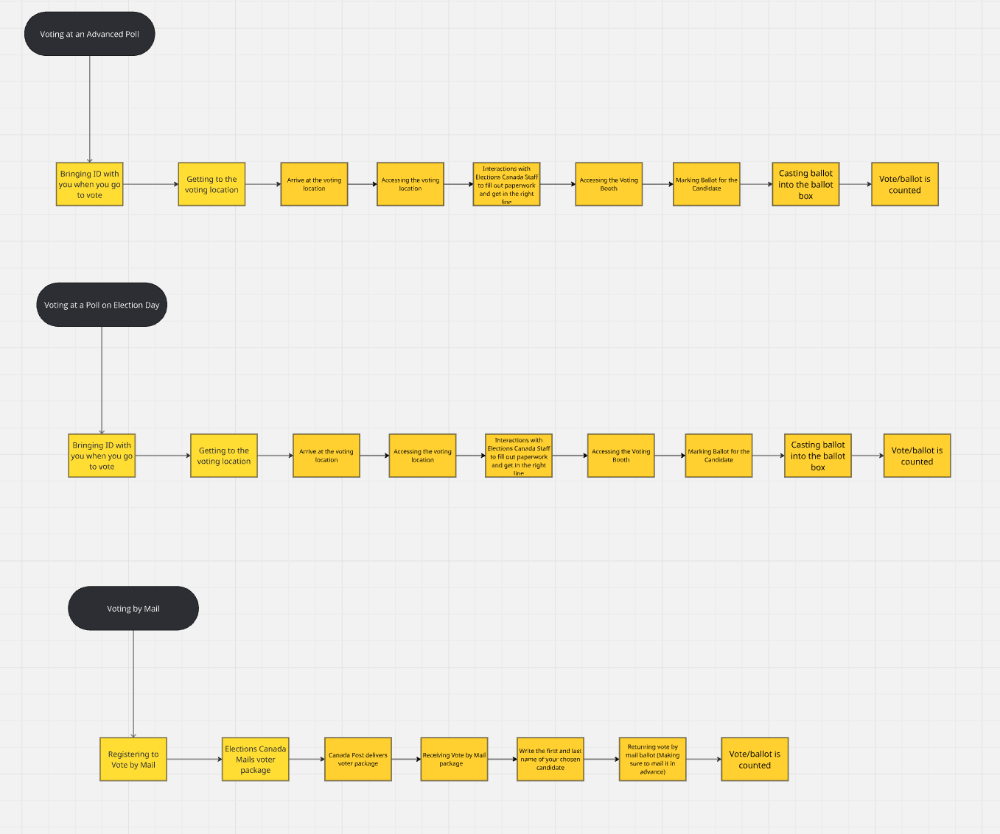 Voting at an Advanced Poll
Bringing ID with
you when you go
to vote
Getting to the
voting location
Arrive at the voting
location
Accessing the voting
location
Interactions with
Elections Canada Staff
to fill out paperwork
and get in the right
line
Accessing the Voting
Booth
Marking Ballot for the
Candidate
Casting ballot
into the ballot
box
Vote/ballot is
counted
Voting at a Poll on Election Day
Bringing ID with
you when you go
to vote
Getting to the
voting location
Arrive at the voting
location
Accessing the voting
location
Interactions with
Elections Canada Staff
to fill out paperwork
and get in the right
line
Accessing the Voting
Booth
Marking Ballot for the
Candidate
Casting ballot
into the ballot
box
Vote/ballot is
counted
Voting by Mail
Registering to
Vote by Mail
Elections Canada
Mails voter
package
Canada Post delivers
voter package
Receiving Vote by Mail
package
Write the first and last
name of your chosen
candidate
Returning vote by
mail ballot (Making
sure to mail it in
advance)
Vote/ballot is
counted